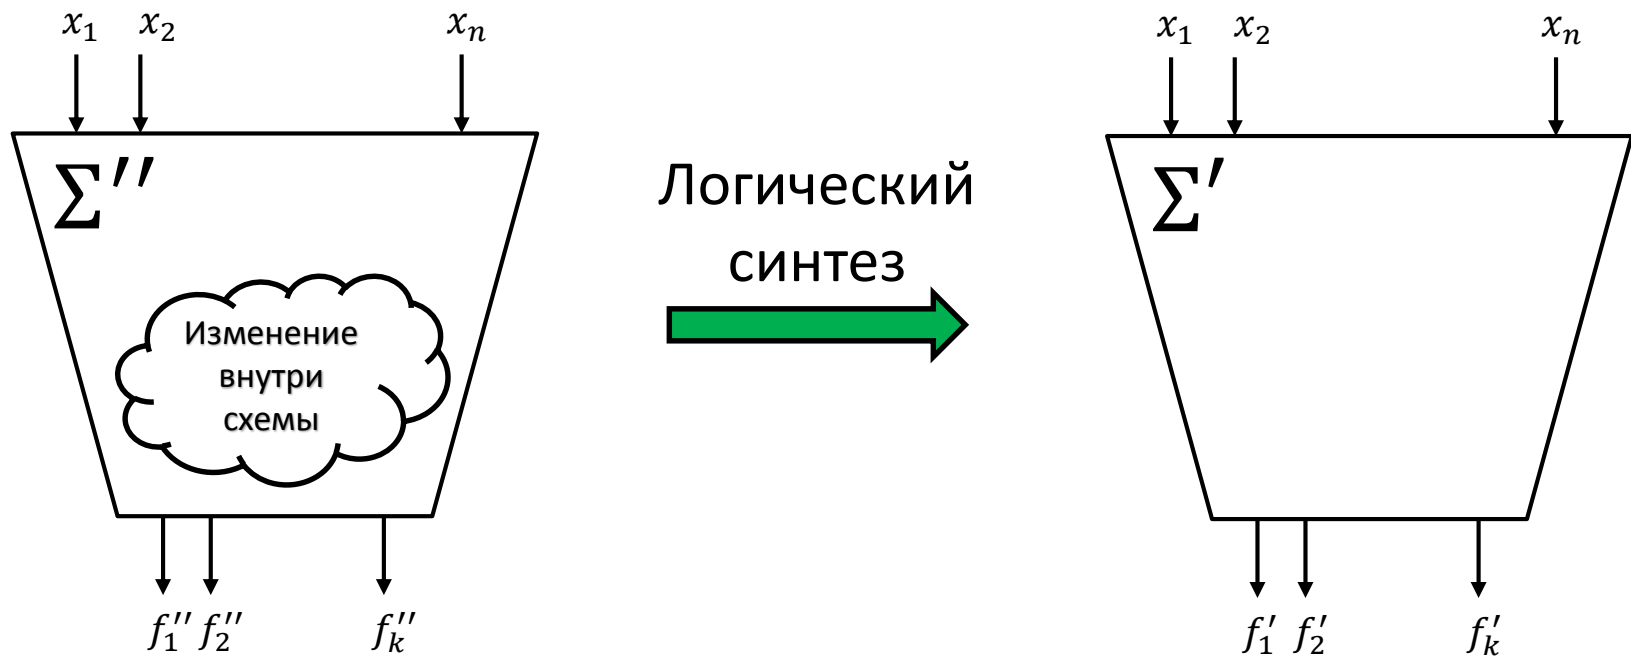 x₁ x₂ xₙ
Σ′′
Изменение
внутри
схемы
f₁′′ f₂′′ fₖ′′
Логический
синтез
x₁ x₂ xₙ
Σ′
f₁′ f₂′ fₖ′